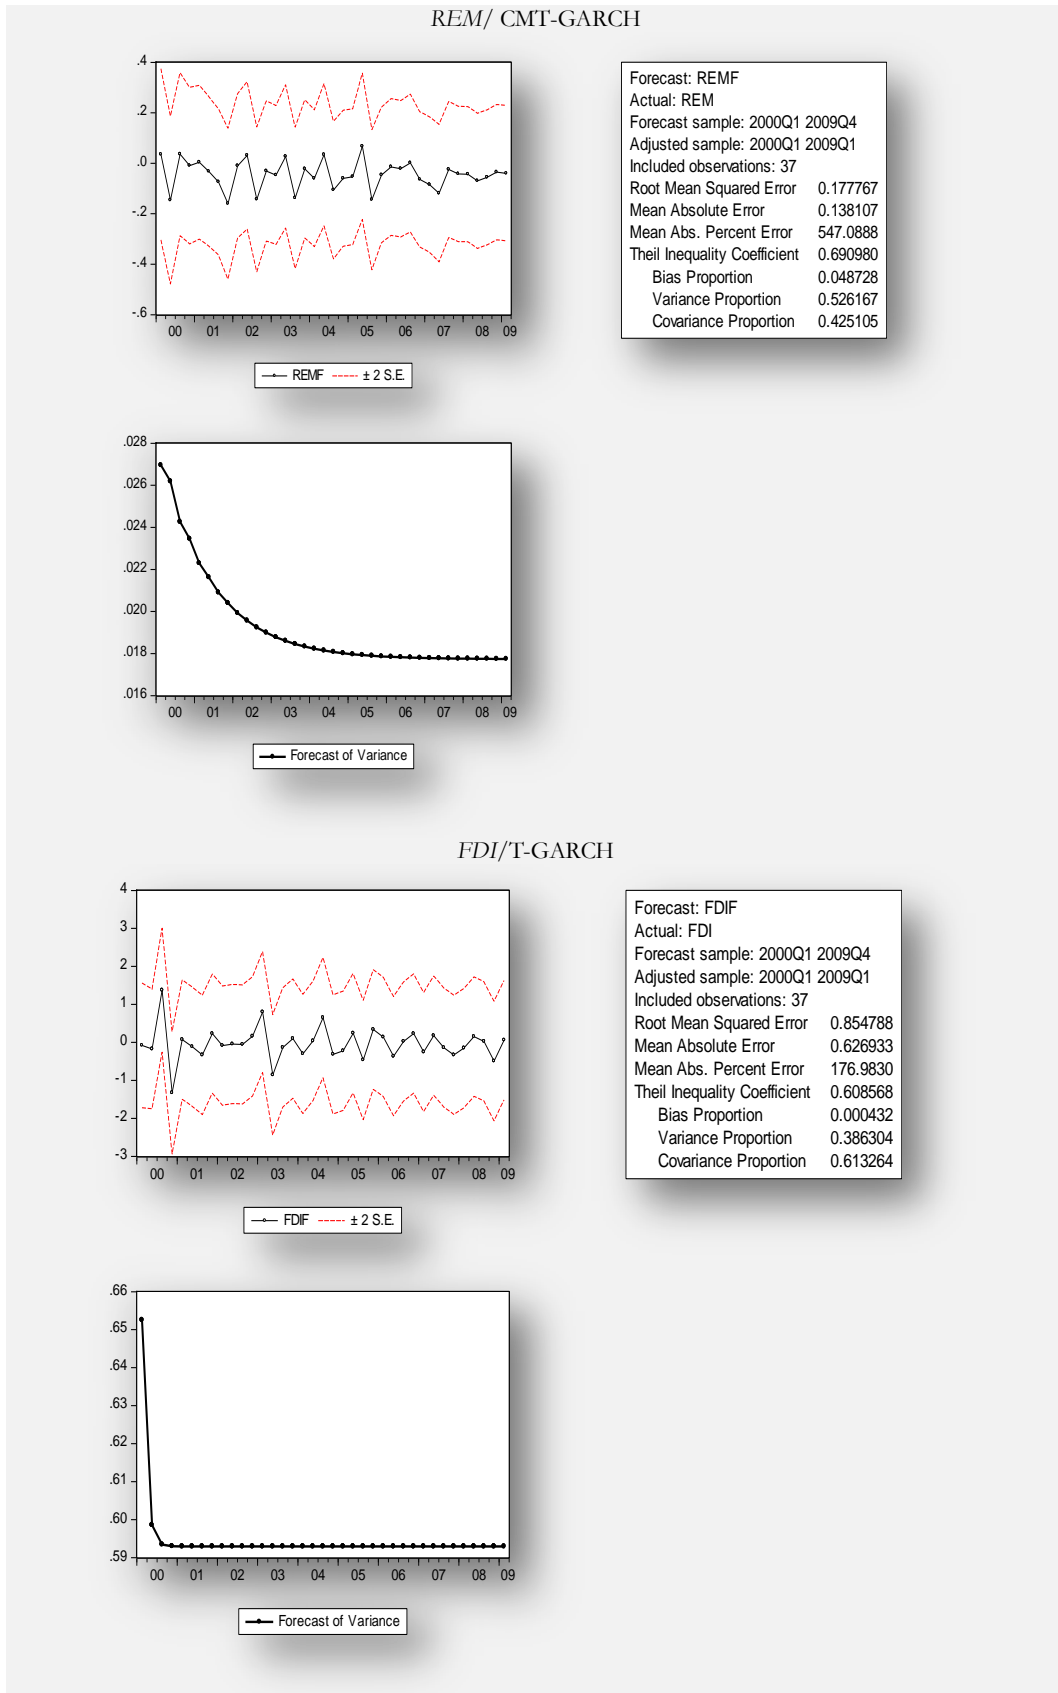 REM/ CMT-GARCH
.4
.2
.0
-.2
-.4
-.6
00 01 02 03 04 05 06 07 08 09
REMF ± 2 S.E.
Forecast: REMF
Actual: REM
Forecast sample: 2000Q1 2009Q4
Adjusted sample: 2000Q1 2009Q1
Included observations: 37
Root Mean Squared Error 0.177767
Mean Absolute Error 0.138107
Mean Abs. Percent Error 547.0888
Theil Inequality Coefficient 0.690980
Bias Proportion 0.048728
Variance Proportion 0.526167
Covariance Proportion 0.425105
.028
.026
.024
.022
.020
.018
.016
00 01 02 03 04 05 06 07 08 09
Forecast of Variance
FDI/T-GARCH
4
3
2
1
0
-1
-2
-3
00 01 02 03 04 05 06 07 08 09
FDIF ± 2 S.E.
Forecast: FDIF
Actual: FDI
Forecast sample: 2000Q1 2009Q4
Adjusted sample: 2000Q1 2009Q1
Included observations: 37
Root Mean Squared Error 0.854788
Mean Absolute Error 0.626933
Mean Abs. Percent Error 176.9830
Theil Inequality Coefficient 0.608568
Bias Proportion 0.000432
Variance Proportion 0.386304
Covariance Proportion 0.613264
.66
.65
.64
.63
.62
.61
.60
.59
00 01 02 03 04 05 06 07 08 09
Forecast of Variance